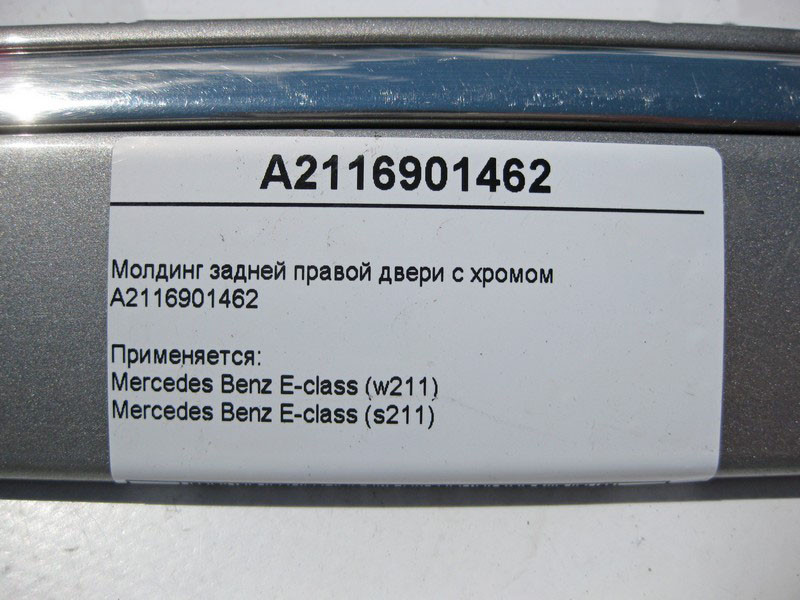 A2116901462
Молдинг задней правой двери с хромом
A2116901462
Применяется:
Mercedes Benz E-class (w211)
Mercedes Benz E-class (s211)